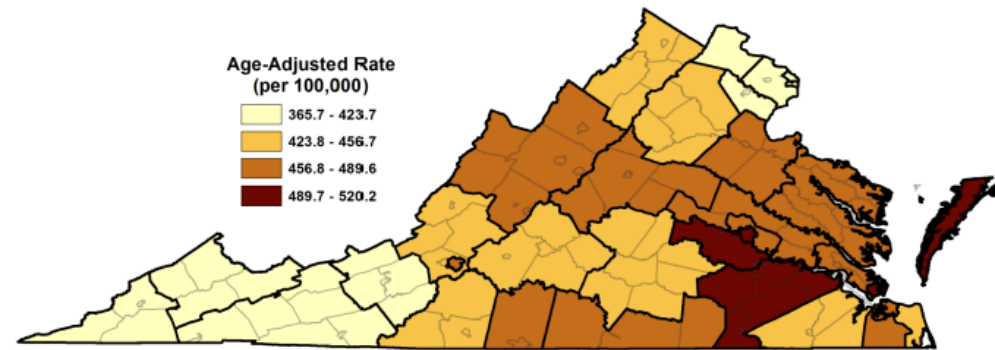 Age-Adjusted Rate
(per 100,000)
365.7 - 423.7
423.8 - 456.7
456.8 - 489.6
489.7 - 520.2